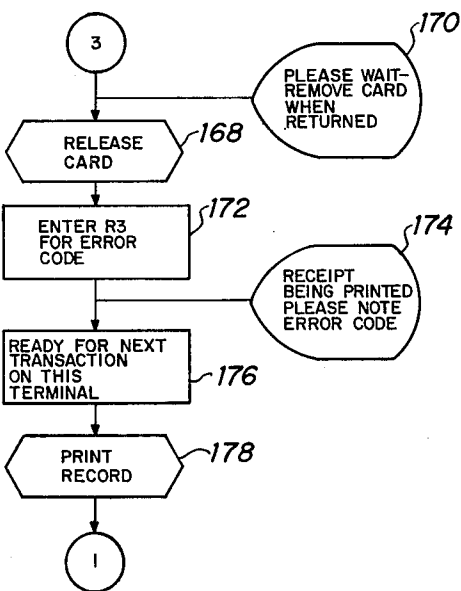 3
170
PLEASE WAIT-
REMOVE CARD
WHEN
RETURNED
RELEASE
CARD
168
172
ENTER R3
FOR ERROR
CODE
174
RECEIPT
BEING PRINTED
PLEASE NOTE
ERROR CODE
READY FOR NEXT
TRANSACTION
ON THIS
TERMINAL
176
PRINT
RECORD
178
1